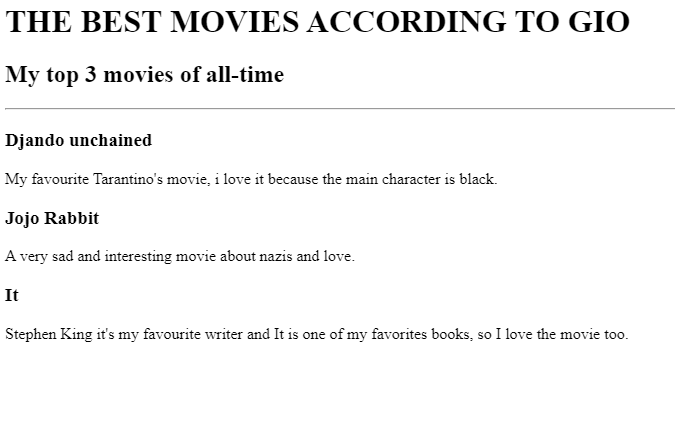 THE BEST MOVIES ACCORDING TO GIO
My top 3 movies of all-time
Djando unchained
My favourite Tarantino's movie, i love it because the main character is black.
Jojo Rabbit
A very sad and interesting movie about nazis and love.
It
Stephen King it's my favourite writer and It is one of my favorites books, so I love the movie too.